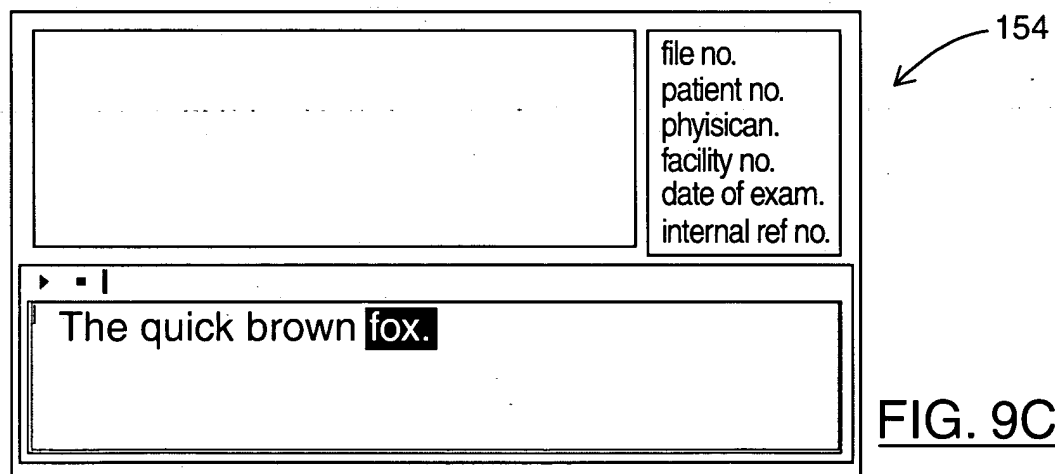 154
file no.
patient no.
phyisican.
facility no.
date of exam.
internal ref no.
The quick brown fox.
FIG. 9C